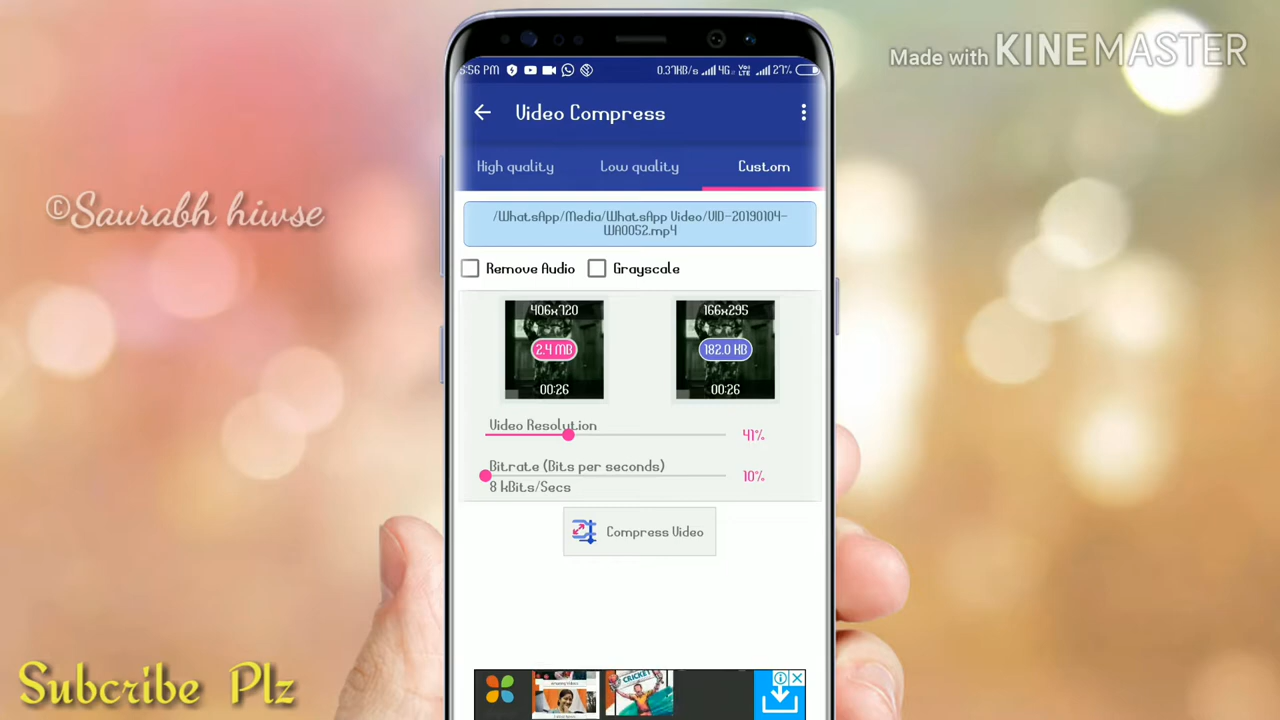 Made with KINEMASTER
©Saurabh hiwse
5:56 PM
0.37KB/s 4G VoLTE 27%
Video Compress
High quality Low quality Custom
/WhatsApp/Media/WhatsApp Video/VID-20190104-
WA0052.mp4
Remove Audio Grayscale
406x720 166x295
2.4 MB 182.0 KB
00:26 00:26
Video Resolution
41%
Bitrate (Bits per seconds)
10%
8 kBits/Secs
Compress Video
CRICKET
Subcribe Plz